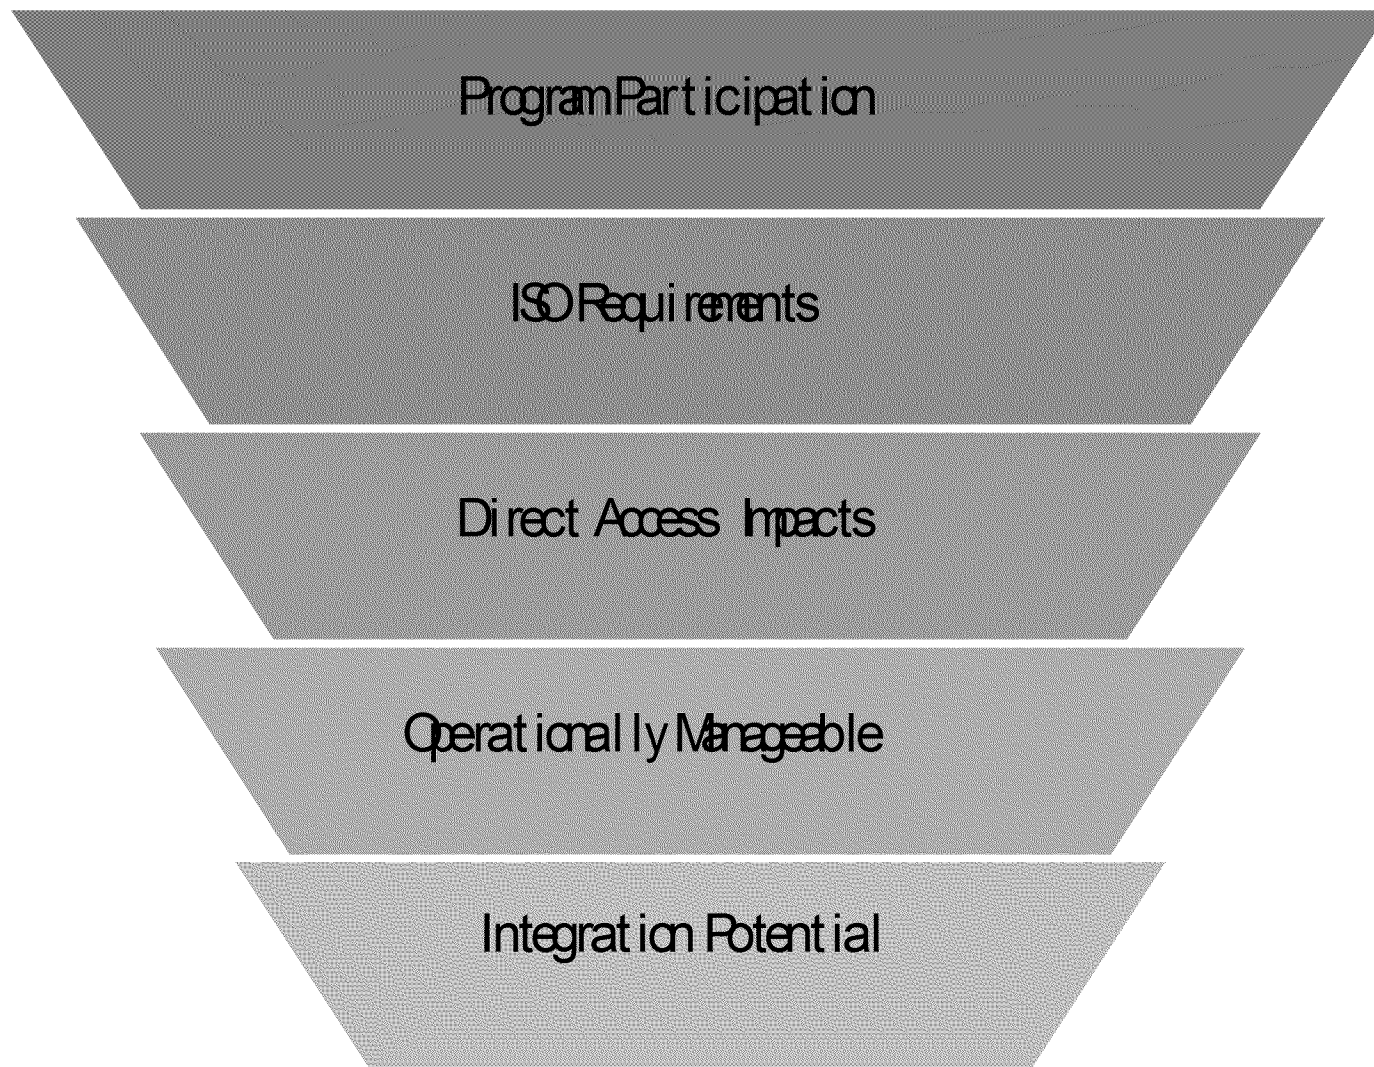 Program Participation
ISO Requirements
Direct Access Impacts
Operationally Manageable
Integration Potential